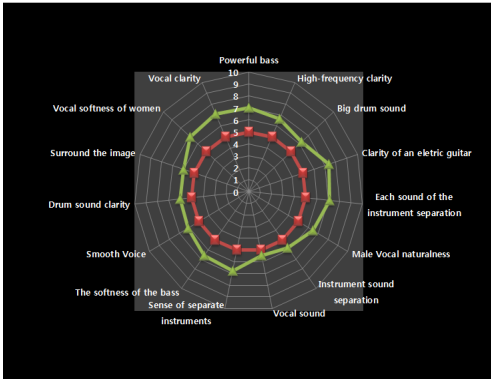 Powerful bass
Vocal clarity
High-frequency clarity
10
9
8
7
6
5
4
3
2
1
0
Vocal softness of women
Big drum sound
Surround the image
Clarity of an eletric guitar
Drum sound clarity
Each sound of the
instrument separation
Smooth Voice
Male Vocal naturalness
The softness of the bass
Instrument sound
separation
Sense of separate
instruments
Vocal sound